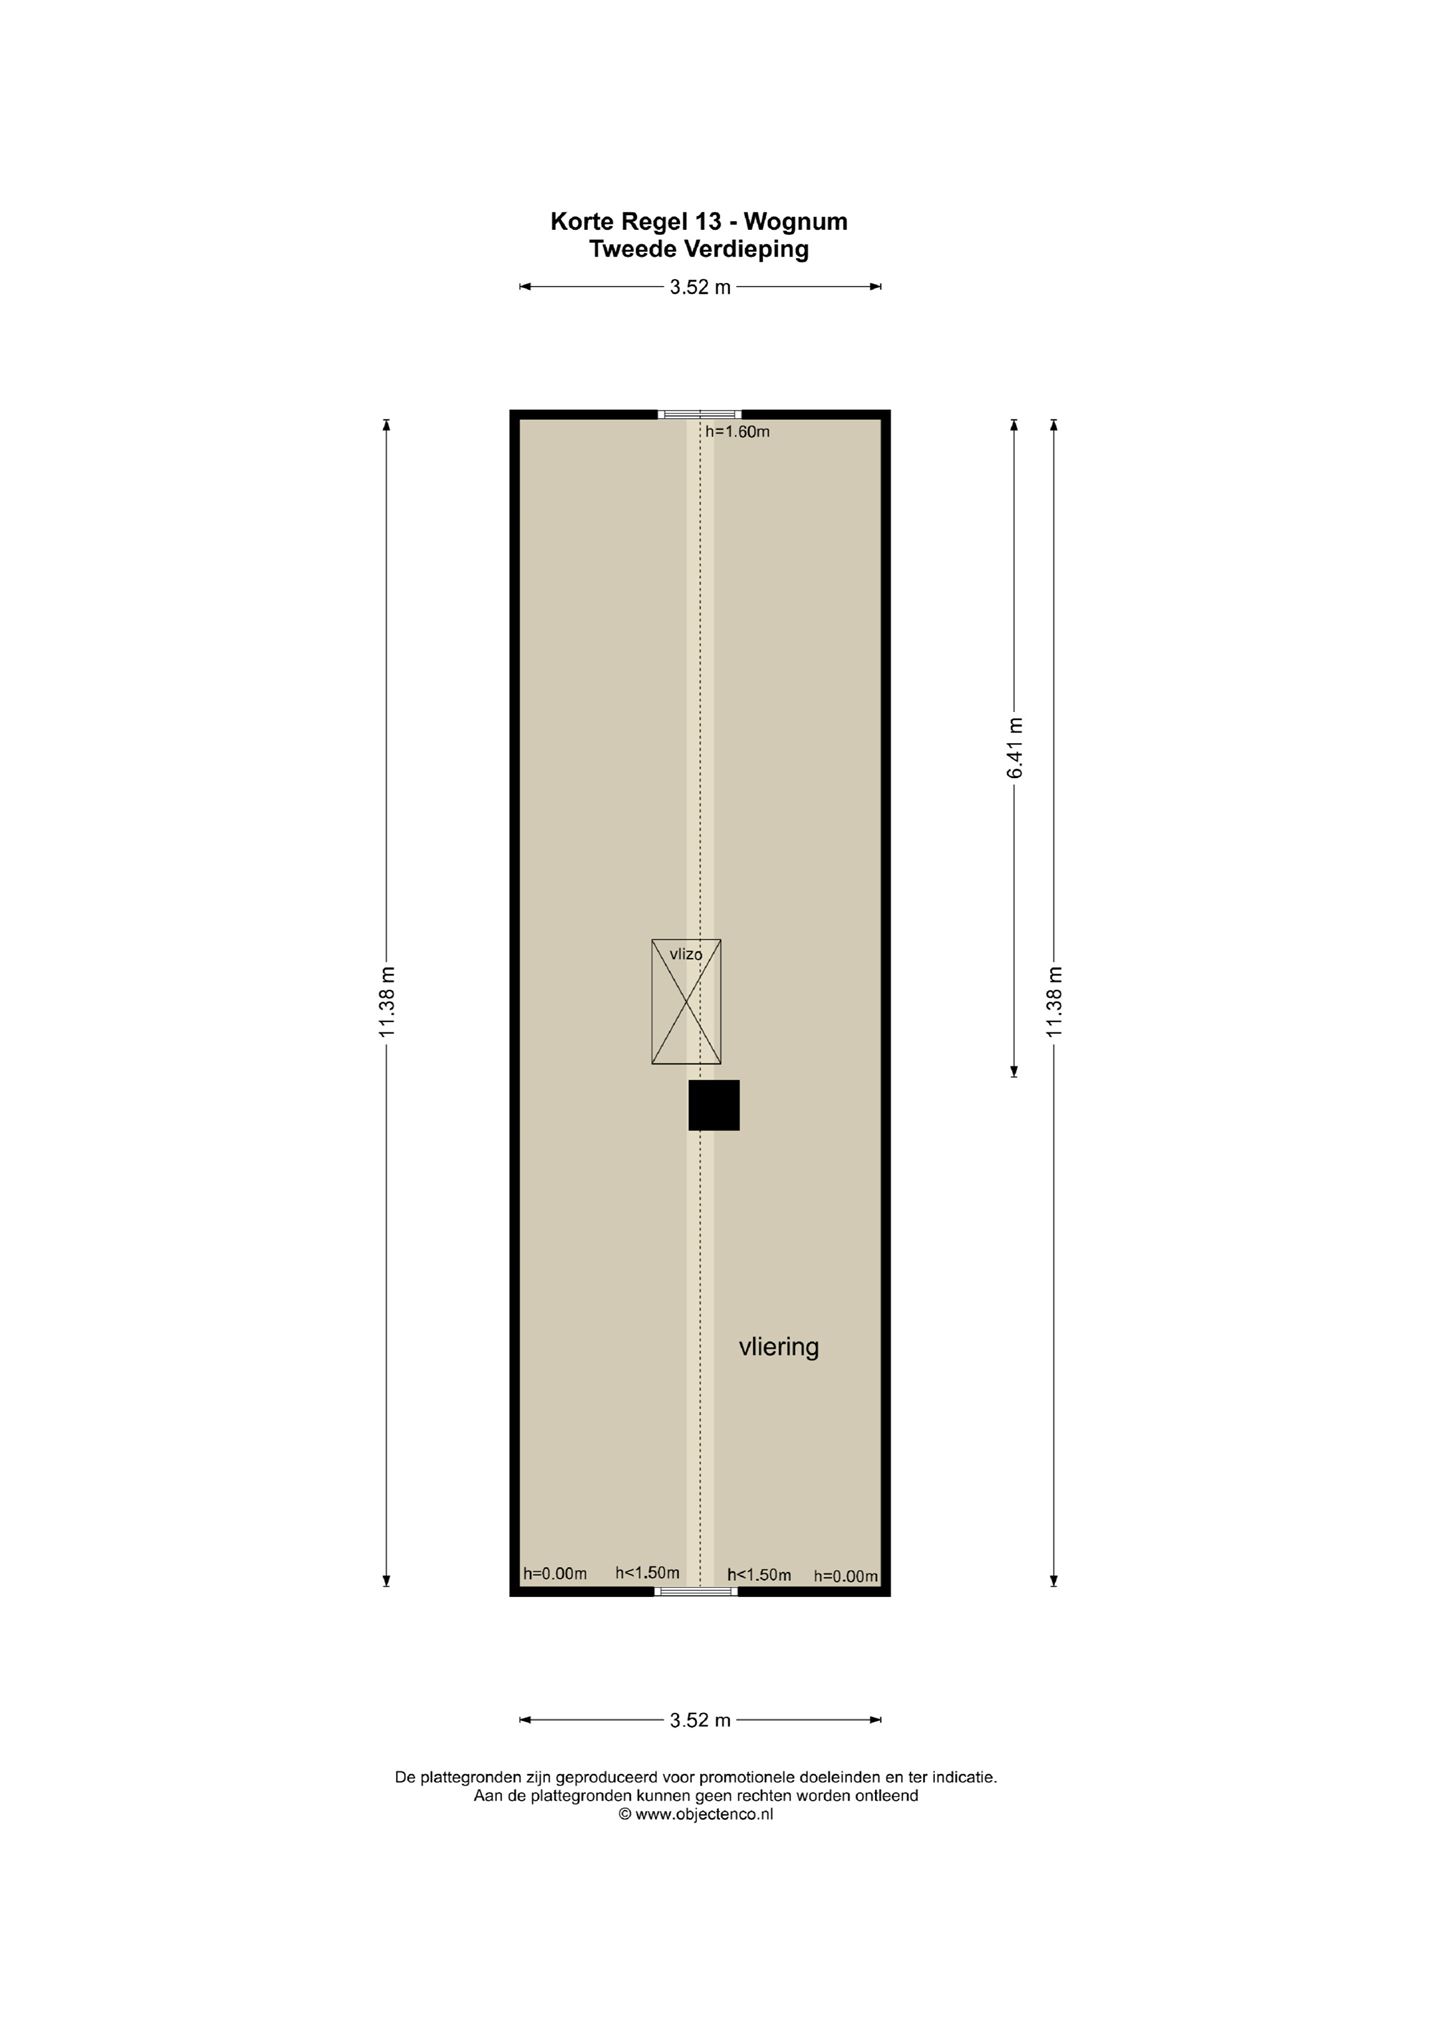 Korte Regel 13 - Wognum
Tweede Verdieping
3.52 m
h=1.60m
6.41 m
vlizo
11.38 m
11.38 m
vliering
h=0.00m
h<1.50m
h<1.50m
h=0.00m
3.52 m
De plattegronden zijn geproduceerd voor promotionele doeleinden en ter indicatie.
Aan de plattegronden kunnen geen rechten worden ontleend
© www.objectenco.nl